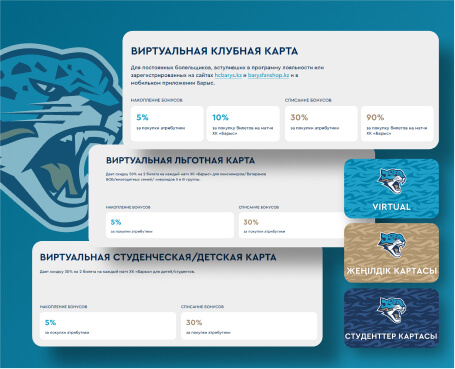 ВИРТУАЛЬНАЯ КЛУБНАЯ КАРТА
Для постоянных болельщиков, вступивших в программу лояльности или
зарегистрированных на сайтах hcbarys.kz и barysfanshop.kz и в
мобильном приложении Барыс.
НАКОПЛЕНИЕ БОНУСОВ
СПИСАНИЕ БОНУСОВ
5%
10%
30%
90%
за покупки атрибутики
за покупку билетов на матчи
ХК «Барыс»
за покупки атрибутики
за покупку билетов на матчи
ХК «Барыс»
ВИРТУАЛЬНАЯ ЛЬГОТНАЯ КАРТА
Дает скидку 50% на 2 билета на каждый матч ХК «Барыс» для пенсионеров/Ветеранов
ВОВ/многодетных семей/ инвалидов I и II группы.
НАКОПЛЕНИЕ БОНУСОВ
СПИСАНИЕ БОНУСОВ
5%
30%
за покупки атрибутики
за покупки атрибутики
ВИРТУАЛЬНАЯ СТУДЕНЧЕСКАЯ/ДЕТСКАЯ КАРТА
Дает скидку 30% на 2 билета на каждый матч ХК «Барыс» для детей/студентов.
НАКОПЛЕНИЕ БОНУСОВ
СПИСАНИЕ БОНУСОВ
5%
30%
за покупки атрибутики
за покупки атрибутики
VIRTUAL
ЖЕҢІЛДІК КАРТАСЫ
СТУДЕНТТЕР КАРТАСЫ